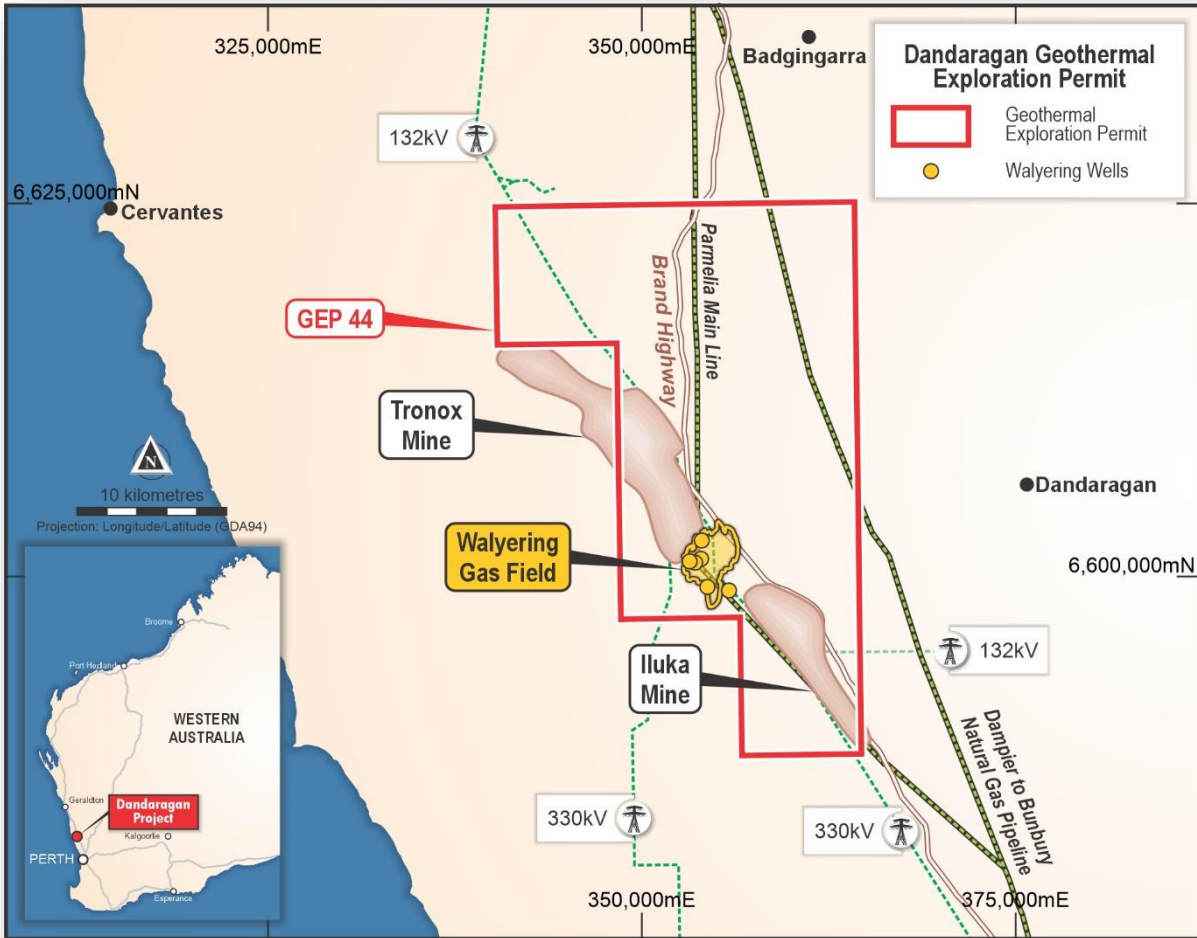 325,000mE
350,000mE
Badgingarra
Dandaragan Geothermal
Exploration Permit
Geothermal
Exploration Permit
Walyering Wells
132kV
6,625,000mN
Cervantes
GEP 44
Brand Highway
Parmelia Main Line
Tronox
Mine
N
10 kilometres
Projection: Longitude/Latitude (GDA94)
Dandaragan
Walyering
Gas Field
6,600,000mN
Iluka
Mine
132kV
Dampier to Bunbury
Natural Gas Pipeline
330kV
330kV
350,000mE
375,000mE
Broome
Port Hedland
WESTERN
AUSTRALIA
Geraldton
Dandaragan
Project
Kalgoorlie
PERTH
Esperance